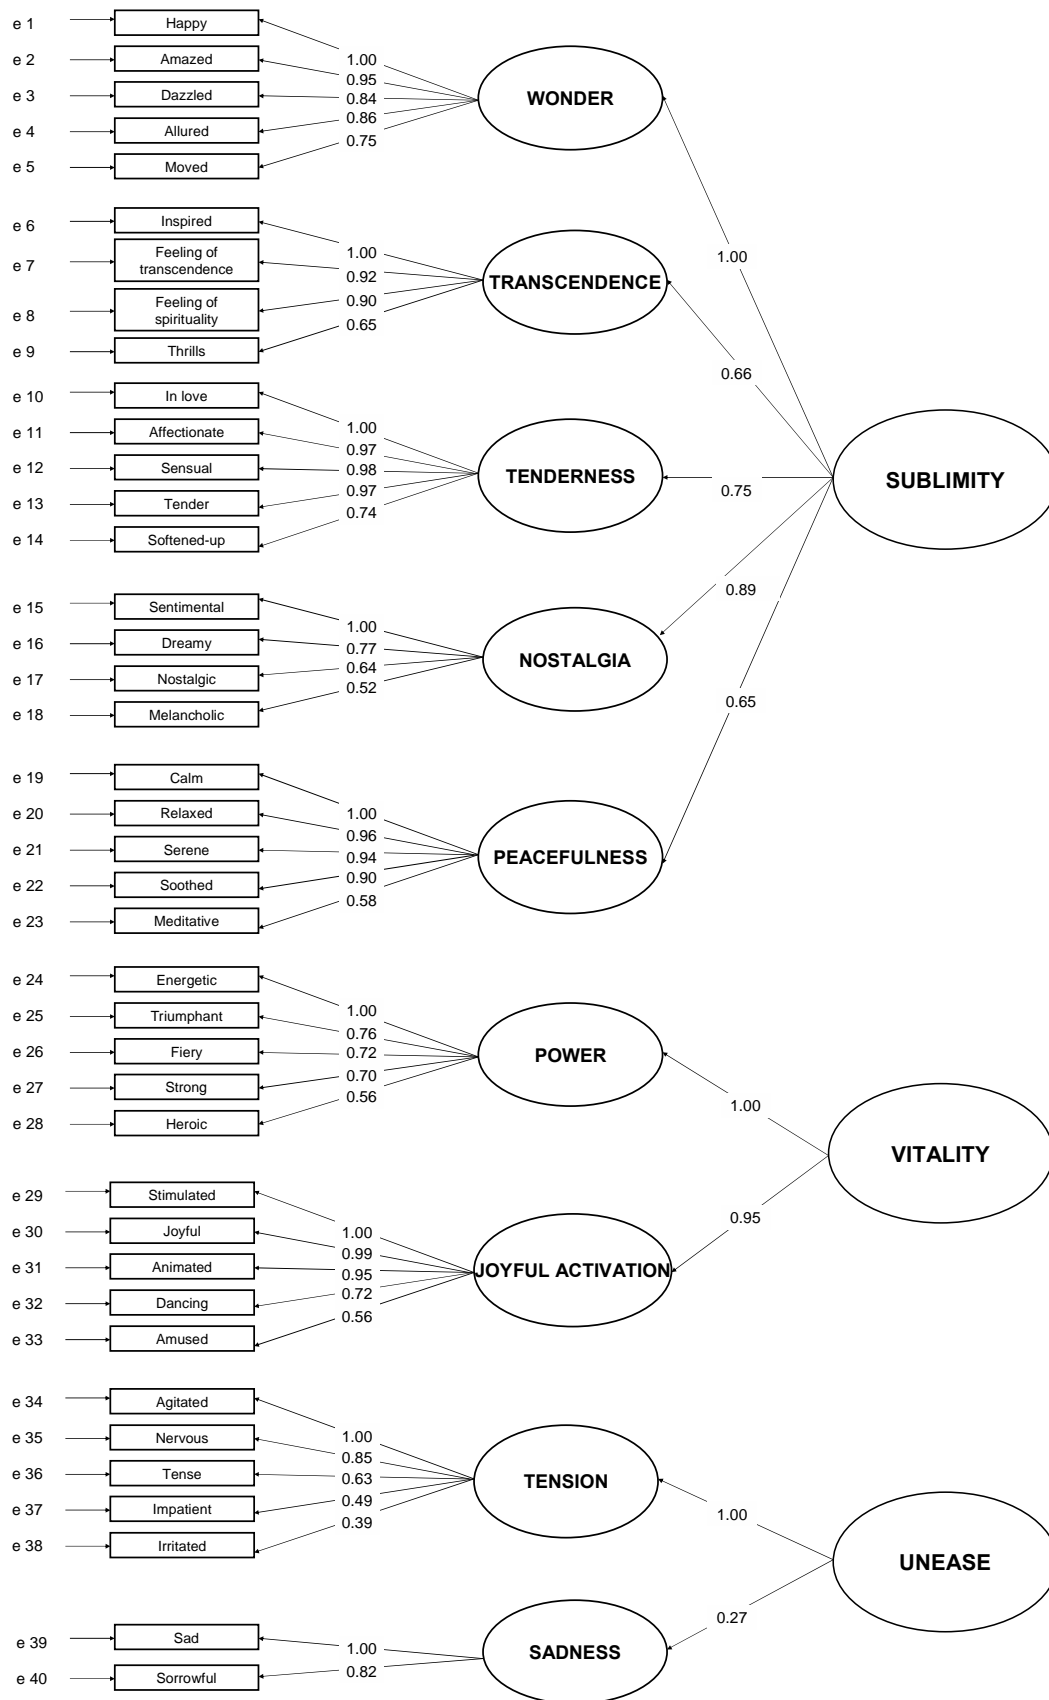 e 1 Happy
1.00
e 2 Amazed
0.95
e 3 Dazzled
0.84
WONDER
e 4 Allured
0.86
e 5 Moved
0.75
e 6 Inspired
1.00
e 7 Feeling of
transcendence
0.92
TRANSCENDENCE
e 8 Feeling of
spirituality
0.90
e 9 Thrills
0.65
e 10 In love
1.00
e 11 Affectionate
0.97
e 12 Sensual
0.98
TENDERNESS
e 13 Tender
0.97
e 14 Softened-up
0.74
e 15 Sentimental
1.00
e 16 Dreamy
0.77
e 17 Nostalgic
0.64
NOSTALGIA
e 18 Melancholic
0.52
e 19 Calm
1.00
e 20 Relaxed
0.96
e 21 Serene
0.94
PEACEFULNESS
e 22 Soothed
0.90
e 23 Meditative
0.58
1.00
0.66
0.75
0.89
0.65
SUBLIMITY
e 24 Energetic
1.00
e 25 Triumphant
0.76
e 26 Fiery
0.72
POWER
e 27 Strong
0.70
e 28 Heroic
0.56
e 29 Stimulated
1.00
e 30 Joyful
0.99
e 31 Animated
0.95
JOYFUL ACTIVATION
e 32 Dancing
0.72
e 33 Amused
0.56
1.00
0.95
VITALITY
e 34 Agitated
1.00
e 35 Nervous
0.85
e 36 Tense
0.63
TENSION
e 37 Impatient
0.49
e 38 Irritated
0.39
e 39 Sad
1.00
SADNESS
e 40 Sorrowful
0.82
1.00
0.27
UNEASE